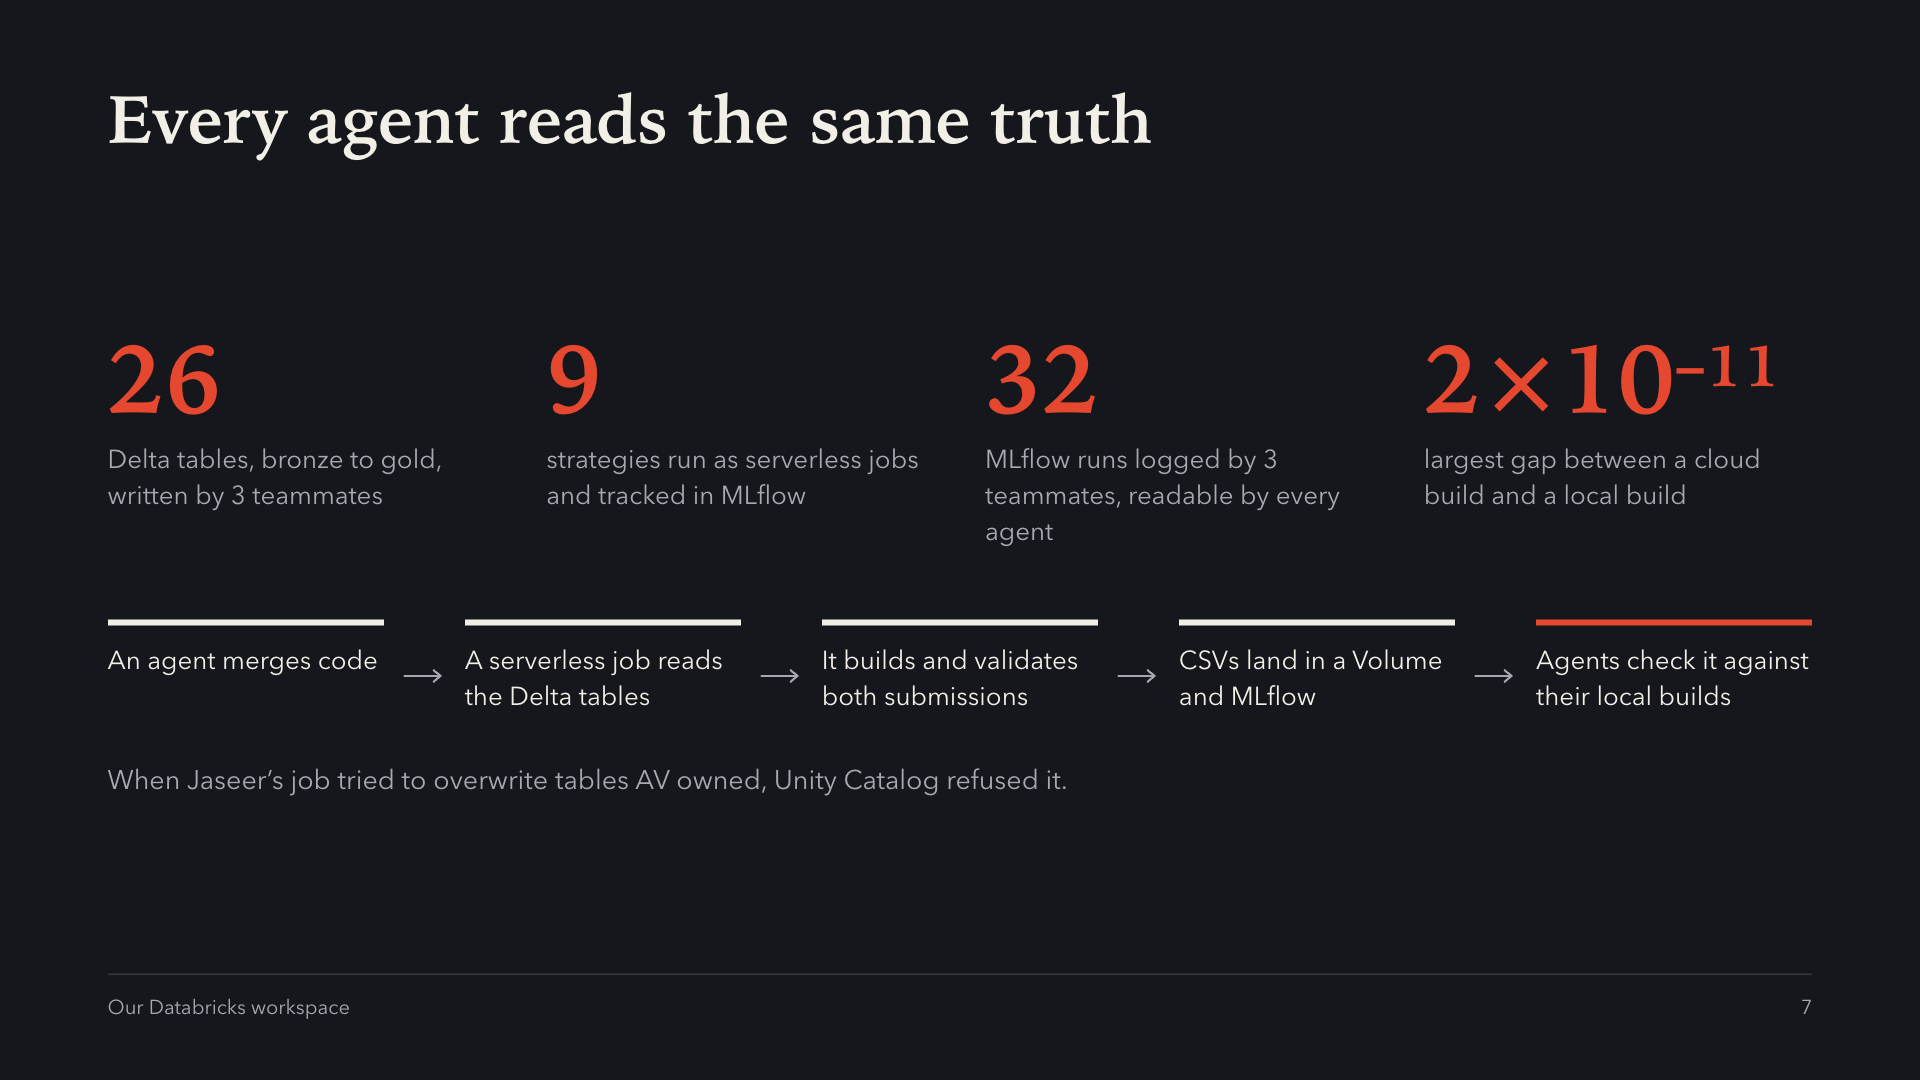 Every agent reads the same truth
26
Delta tables, bronze to gold,
written by 3 teammates
9
strategies run as serverless jobs
and tracked in MLflow
32
MLflow runs logged by 3
teammates, readable by every
agent
2×10⁻¹¹
largest gap between a cloud
build and a local build
An agent merges code
→
A serverless job reads
the Delta tables
→
It builds and validates
both submissions
→
CSVs land in a Volume
and MLflow
→
Agents check it against
their local builds
When Jaseer’s job tried to overwrite tables AV owned, Unity Catalog refused it.
Our Databricks workspace
7